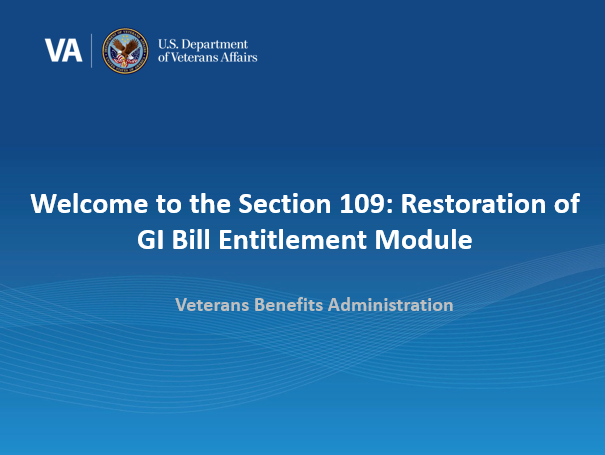 VA
U.S. Department
of Veterans Affairs
Welcome to the Section 109: Restoration of
GI Bill Entitlement Module
Veterans Benefits Administration